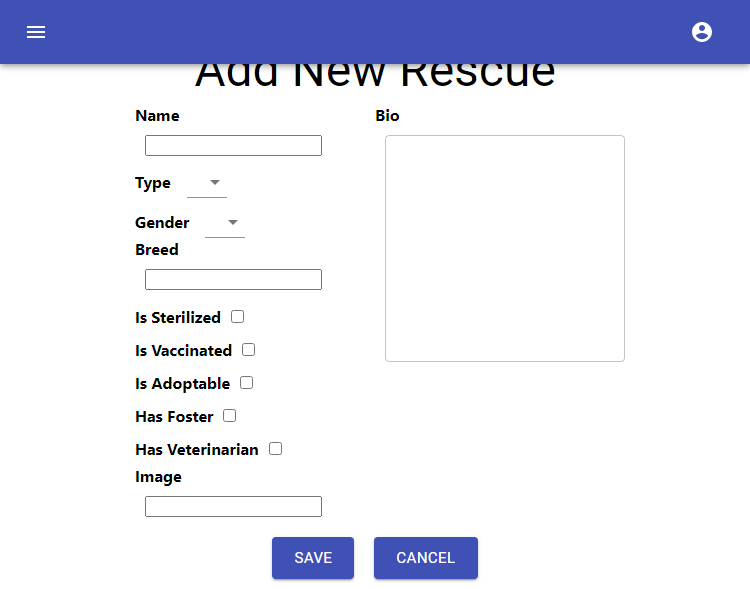 Add New Rescue
Name
Type
Gender
Breed
Is Sterilized
Is Vaccinated
Is Adoptable
Has Foster
Has Veterinarian
Image
Bio
SAVE
CANCEL